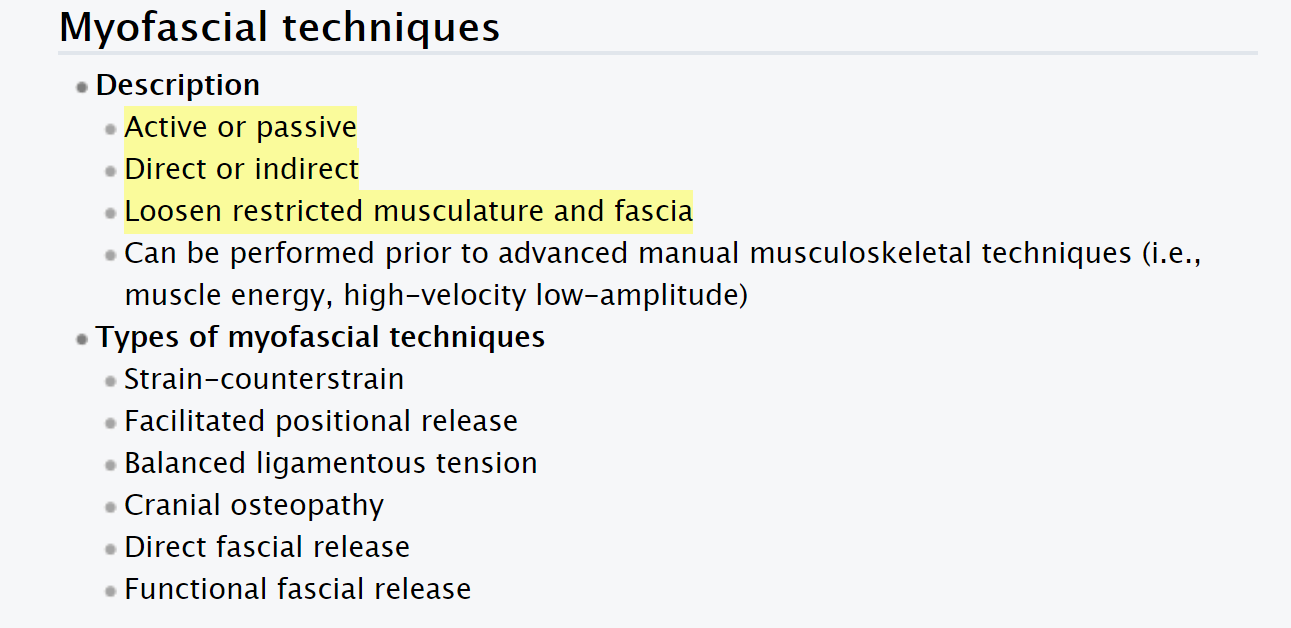 Myofascial techniques
Description
Active or passive
Direct or indirect
Loosen restricted musculature and fascia
Can be performed prior to advanced manual musculoskeletal techniques (i.e.,
muscle energy, high-velocity low-amplitude)
Types of myofascial techniques
Strain-counterstrain
Facilitated positional release
Balanced ligamentous tension
Cranial osteopathy
Direct fascial release
Functional fascial release